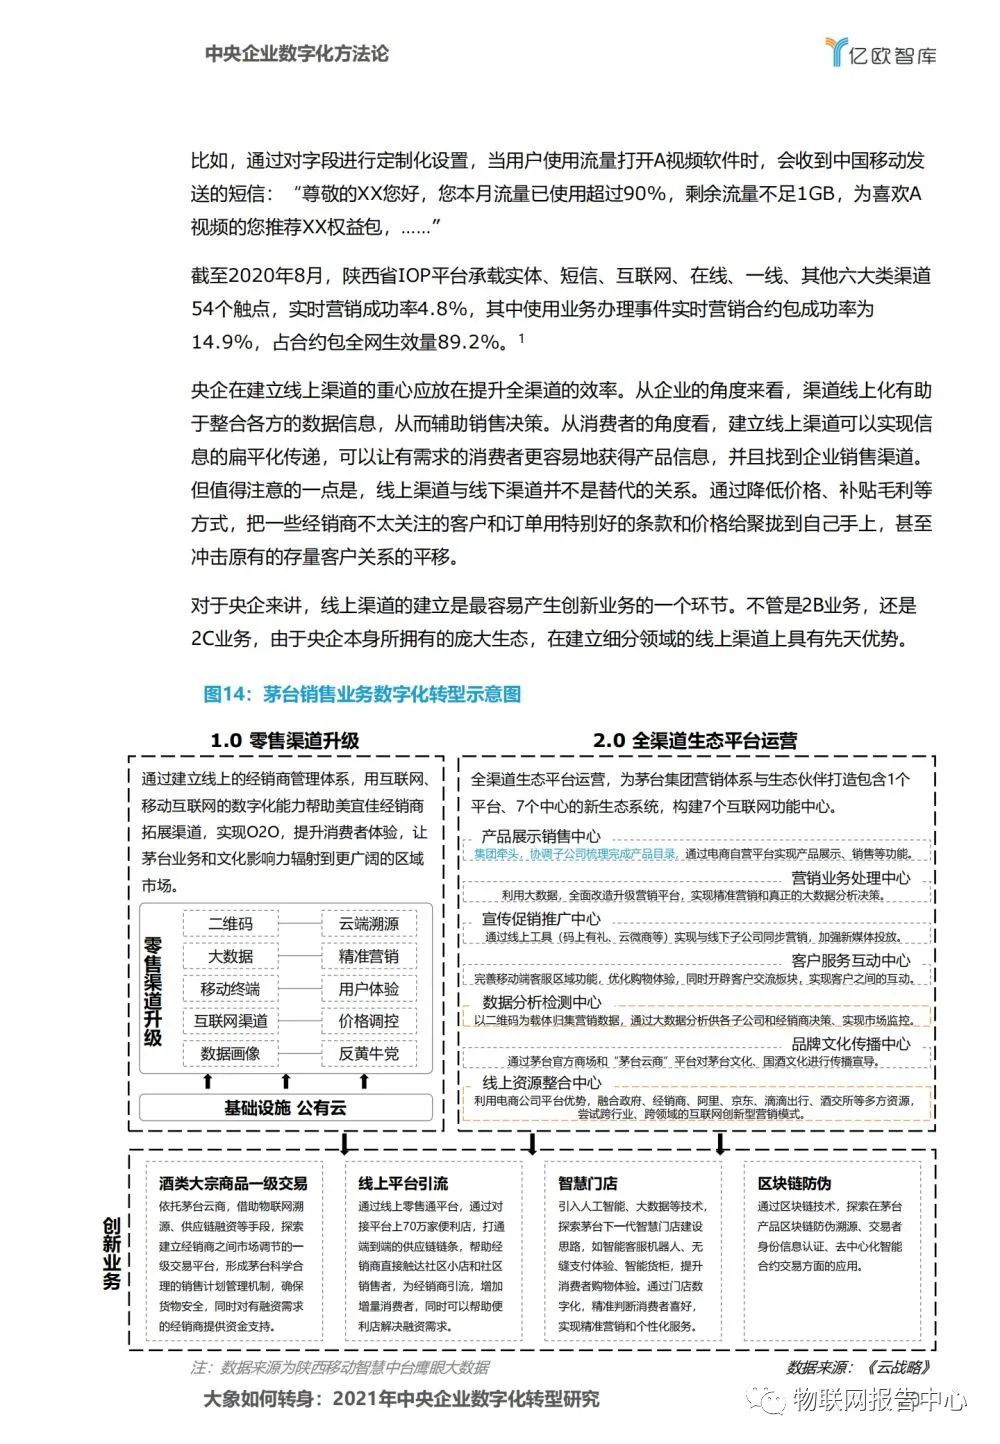 中央企业数字化方法论
亿欧智库
比如，通过对字段进行定制化设置，当用户使用流量打开A视频软件时，会收到中国移动发
送的短信：“尊敬的XX您好，您本月流量已使用超过90%，剩余流量不足1GB，为喜欢A
视频的您推荐XX权益包，……”
截至2020年8月，陕西省IOP平台承载实体、短信、互联网、在线、一线、其他六大类渠道
54个触点，实时营销成功率4.8%，其中使用业务办理事件实时营销合约包成功率为
14.9%，占合约包全网生效量89.2%。1
央企在建立线上渠道的重心应放在提升全渠道的效率。从企业的角度来看，渠道线上化有助
于整合各方的数据信息，从而辅助销售决策。从消费者的角度看，建立线上渠道可以实现信
息的扁平化传递，可以让有需求的消费者更容易地获得产品信息，并且找到企业销售渠道。
但值得注意的一点是，线上渠道与线下渠道并不是替代的关系。通过降低价格、补贴毛利等
方式，把一些经销商不太关注的客户和订单用特别好的条款和价格给聚拢到自己手上，甚至
冲击原有的存量客户关系的平移。
对于央企来讲，线上渠道的建立是最容易产生创新业务的一个环节。不管是2B业务，还是
2C业务，由于央企本身所拥有的庞大生态，在建立细分领域的线上渠道上具有先天优势。
图14：茅台销售业务数字化转型示意图
1.0 零售渠道升级
通过建立线上的经销商管理体系，用互联网、
移动互联网的数字化能力帮助美宜佳经销商
拓展渠道，实现O2O，提升消费者体验，让
茅台业务和文化影响力辐射到更广阔的区域
市场。
零售渠道升级
二维码 云端溯源
大数据 精准营销
移动终端 用户体验
互联网渠道 价格调控
数据画像 反黄牛党
基础设施 公有云
2.0 全渠道生态平台运营
全渠道生态平台运营，为茅台集团营销体系与生态伙伴打造包含1个
平台、7个中心的新生态系统，构建7个互联网功能中心。
产品展示销售中心
集团牵头，协调子公司梳理完成产品目录，通过电商自营平台实现产品展示、销售等功能。
营销业务处理中心
利用大数据，全面改造升级营销平台，实现精准营销和真正的大数据分析决策。
宣传促销推广中心
通过线上工具（码上有礼、云微商等）实现与线下子公司同步营销，加强新媒体投放。
客户服务互动中心
完善移动端客服区域功能，优化购物体验，同时开辟客户交流板块，实现客户之间的互动。
数据分析检测中心
以二维码为载体归集营销数据，通过大数据分析供各子公司和经销商决策、实现市场监控。
品牌文化传播中心
通过茅台官方商场和“茅台云商”平台对茅台文化、国酒文化进行传播宣导。
线上资源整合中心
利用电商公司平台优势，融合政府、经销商、阿里、京东、滴滴出行、酒交所等多方资源，
尝试跨行业、跨领域的互联网创新型营销模式。
创新业务
酒类大宗商品一级交易
依托茅台云商，借助物联网溯
源、供应链融资等手段，探索
建立经销商之间市场调节的一
级交易平台，形成茅台科学合
理的销售计划管理机制，确保
货物安全，同时对有融资需求
的经销商提供资金支持。
线上平台引流
通过线上零售通平台，通过对
接平台上70万家便利店，打通
端到端的供应链链条，帮助经
销商直接触达社区小店和社区
销售者，为经销商引流，增加
增量消费者，同时可以帮助便
利店解决融资需求。
智慧门店
引入人工智能、大数据等技术，
探索茅台下一代智慧门店建设
思路，如智能客服机器人、无
缝支付体验、智能货柜，提升
消费者购物体验。通过门店数
字化，精准判断消费者喜好，
实现精准营销和个性化服务。
区块链防伪
通过区块链技术，探索在茅台
产品区块链防伪溯源、交易者
身份信息认证、去中心化智能
合约交易方面的应用。
注：数据来源为陕西移动智慧中台鹰眼大数据
数据来源：《云战略》
大象如何转身：2021年中央企业数字化转型研究
物联网报告中心